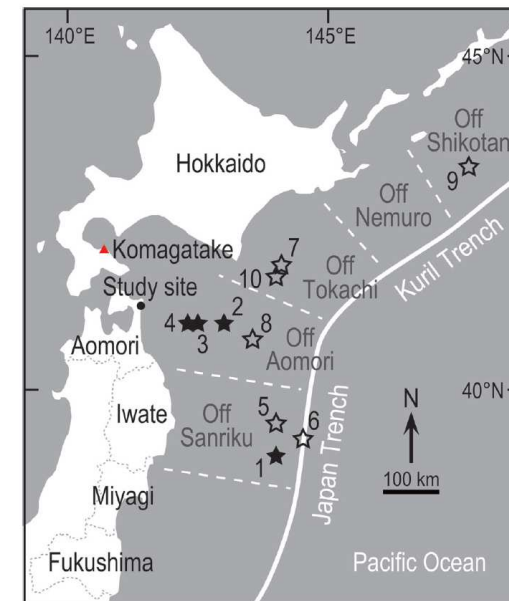 140°E
145°E
45°N
Off
Shikotan
9
Hokkaido
Off
Nemuro
Kuril Trench
Komagatake
7
10
Off
Tokachi
Study site
4
3
2
8
Off
Aomori
Aomori
40°N
Iwate
Off
Sanriku
5
6
1
Japan Trench
N
100 km
Miyagi
Fukushima
Pacific Ocean